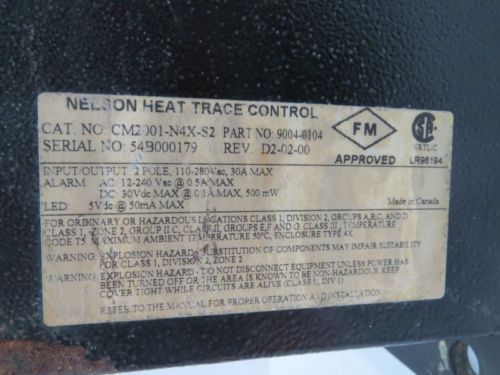 NELSON HEAT TRACE CONTROL
CAT. NO. CM2001-N4X-S2 PART NO. 9004-0104
SERIAL NO. 54B000179 REV. D2-02-00
FM
APPROVED
NRTL/C
LR96194
INPUT/OUTPUT: 2 POLE, 110-280Vac, 30A MAX
ALARM AC: 12-240 Vac @ 0.5A MAX
DC: 30Vdc MAX @ 0.1A MAX, 500 mW
LED: 5Vdc @ 50mA MAX
Made in Canada
FOR ORDINARY OR HAZARDOUS LOCATIONS CLASS 1, DIVISION 2, GROUPS A,B,C, AND D
CLASS 1, ZONE 2, GROUP II C, CLASS II, GROUPS E,F AND G CLASS III, TEMPERATURE
CODE T5. MAXIMUM AMBIENT TEMPERATURE 50°C, ENCLOSURE TYPE 4X
WARNING EXPLOSION HAZARD - SUBSTITUTION OF COMPONENTS MAY IMPAIR SUITABILITY
FOR CLASS 1, DIVISION 2, ZONE 2
WARNING EXPLOSION HAZARD - DO NOT DISCONNECT EQUIPMENT UNLESS POWER HAS
BEEN TURNED OFF OR THE AREA IS KNOWN TO BE NON-HAZARDOUS, KEEP
COVER TIGHT WHILE CIRCUITS ARE ALIVE (CLASS I, DIV 1)
REFER TO THE MANUAL FOR PROPER OPERATION AND INSTALLATION